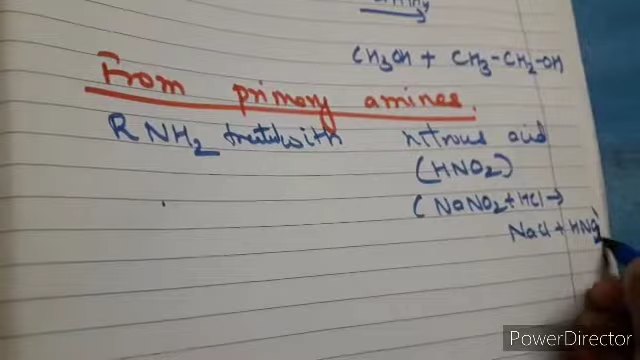 CH3OH + CH3-CH2-OH
From primary amines.
RNH2 treated with nitrous acid
(HNO2)
(NaNO2 + HCl →
NaCl + HNO2
PowerDirector